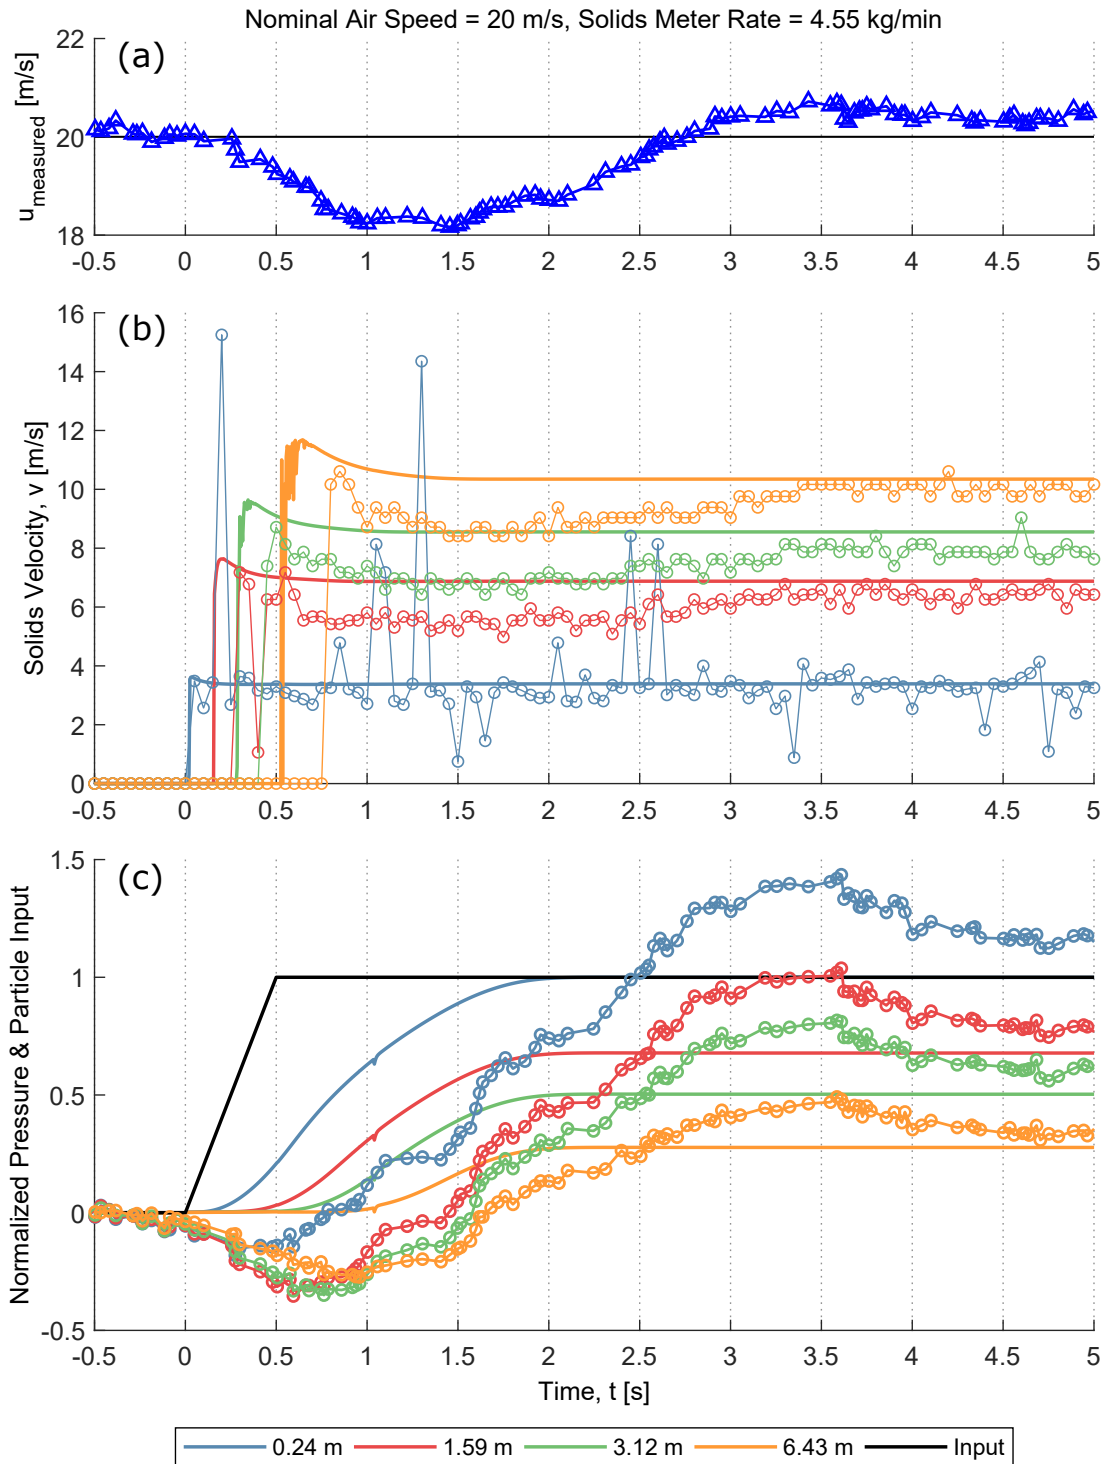 Nominal Air Speed = 20 m/s, Solids Meter Rate = 4.55 kg/min
(a)
u_measured [m/s]
22
20
18
-0.5 0 0.5 1 1.5 2 2.5 3 3.5 4 4.5 5
(b)
Solids Velocity, v [m/s]
16
14
12
10
8
6
4
2
0
-0.5 0 0.5 1 1.5 2 2.5 3 3.5 4 4.5 5
(c)
Normalized Pressure & Particle Input
1.5
1
0.5
0
-0.5
-0.5 0 0.5 1 1.5 2 2.5 3 3.5 4 4.5 5
Time, t [s]
0.24 m 1.59 m 3.12 m 6.43 m Input